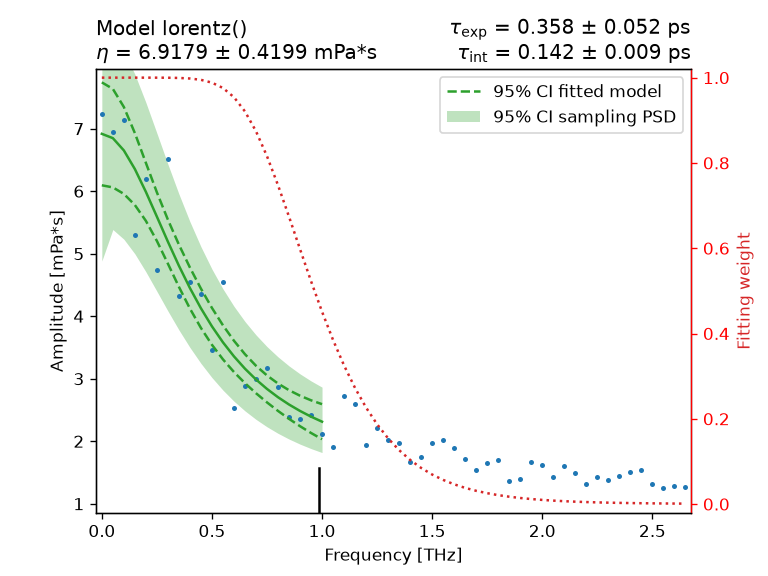 Model lorentz()
η = 6.9179 ± 0.4199 mPa*s
τexp = 0.358 ± 0.052 ps
τint = 0.142 ± 0.009 ps
95% CI fitted model
95% CI sampling PSD
Amplitude [mPa*s]
7
6
5
4
3
2
1
1.0
0.8
0.6
0.4
0.2
0.0
Fitting weight
0.0
0.5
1.0
1.5
2.0
2.5
Frequency [THz]